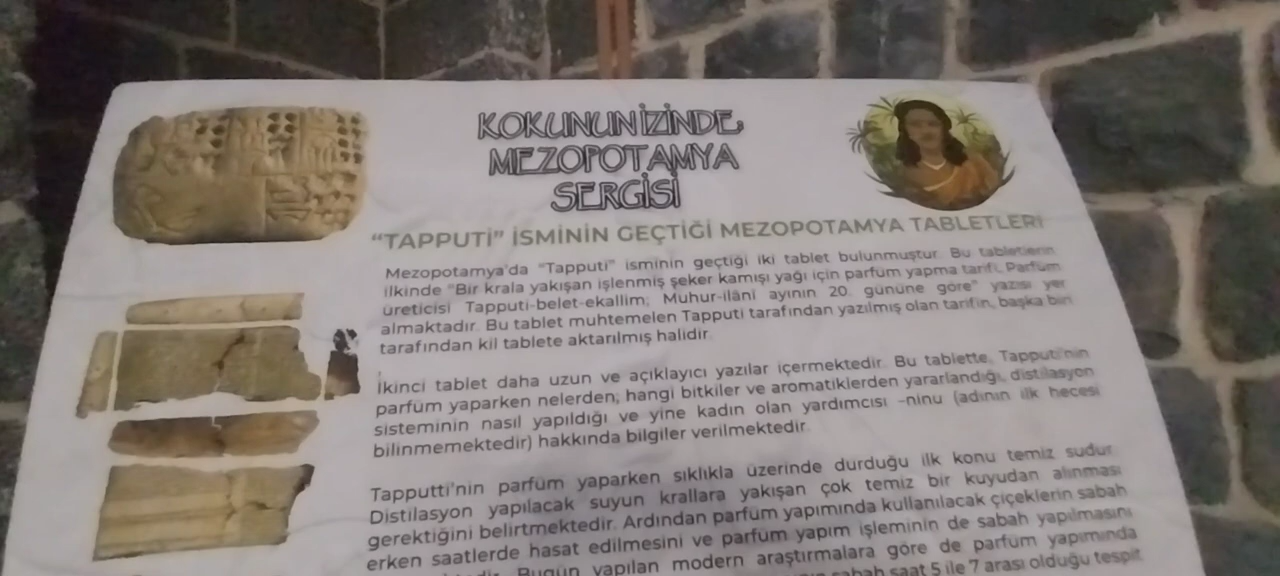 KOKUNUN İZİNDE
MEZOPOTAMYA
SERGİSİ
“TAPPUTİ” İSMİNİN GEÇTİĞİ MEZOPOTAMYA TABLETLERİ
Mezopotamya'da “Tapputi” isminin geçtiği iki tablet bulunmuştur. Bu tabletlerin
ilkinde “Bir krala yakışan işlenmiş şeker kamışı yağı için parfüm yapma tarifi. Parfüm
üreticisi Tapputi-belet-ekallim; Muhur-ilâni ayının 20. gününe göre” yazısı yer
almaktadır. Bu tablet muhtemelen Tapputi tarafından yazılmış olan tarifin, başka biri
tarafından kil tablete aktarılmış halidir.
İkinci tablet daha uzun ve açıklayıcı yazılar içermektedir. Bu tablette, Tapputi'nin
parfüm yaparken nelerden; hangi bitkiler ve aromatiklerden yararlandığı, distilasyon
sisteminin nasıl yapıldığı ve yine kadın olan yardımcısı –ninu (adının ilk hecesi
bilinmemektedir) hakkında bilgiler verilmektedir.
Tapputti'nin parfüm yaparken sıklıkla üzerinde durduğu ilk konu temiz sudur.
Distilasyon yapılacak suyun krallara yakışan çok temiz bir kuyudan alınması
gerektiğini belirtmektedir. Ardından parfüm yapımında kullanılacak çiçeklerin sabah
erken saatlerde hasat edilmesini ve parfüm yapım işleminin de sabah yapılmasını
Bugün yapılan modern araştırmalara göre de parfüm yapımında
sabah saat 5 ile 7 arası olduğu tespit